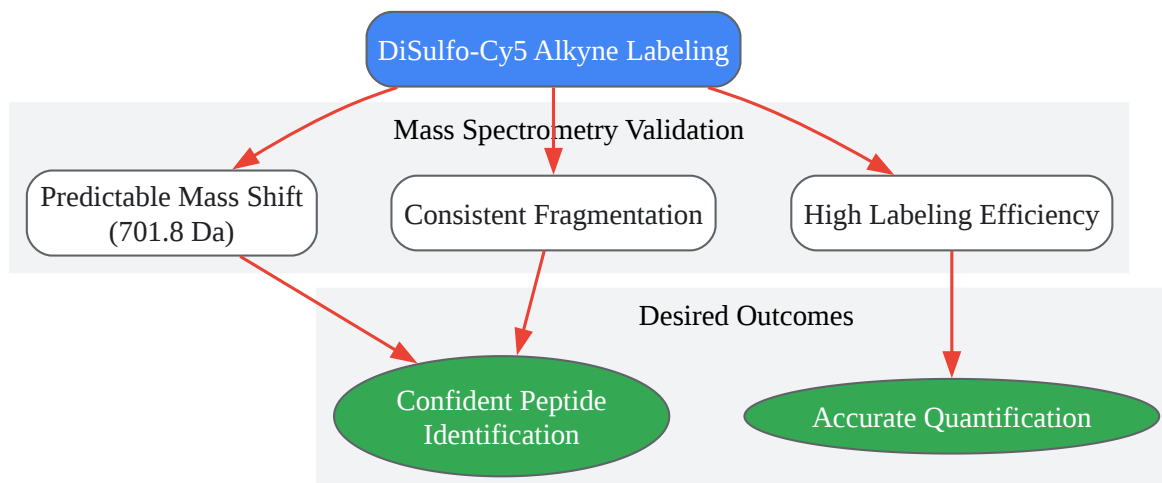 DiSulfo-Cy5 Alkyne Labeling
Mass Spectrometry Validation
Predictable Mass Shift
(701.8 Da)
Consistent Fragmentation
High Labeling Efficiency
Desired Outcomes
Confident Peptide
Identification
Accurate Quantification